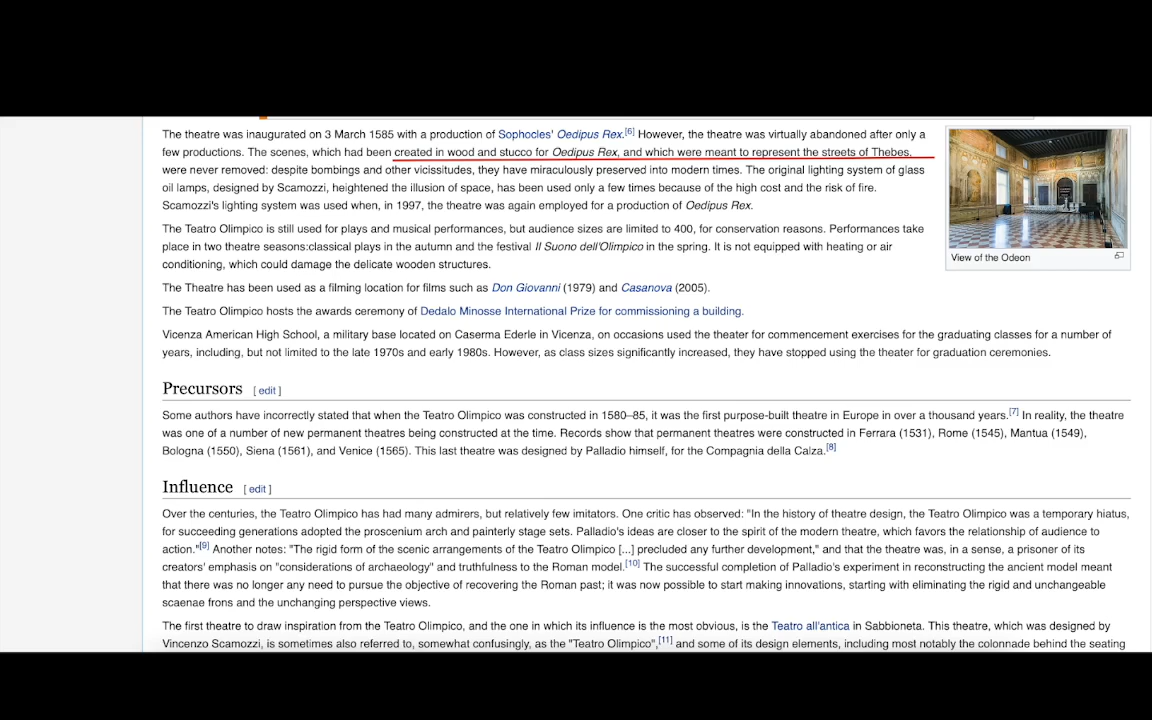 The theatre was inaugurated on 3 March 1585 with a production of Sophocles' Oedipus Rex.[6] However, the theatre was virtually abandoned after only a
few productions. The scenes, which had been created in wood and stucco for Oedipus Rex, and which were meant to represent the streets of Thebes,
were never removed: despite bombings and other vicissitudes, they have miraculously preserved into modern times. The original lighting system of glass
oil lamps, designed by Scamozzi, heightened the illusion of space, has been used only a few times because of the high cost and the risk of fire.
Scamozzi's lighting system was used when, in 1997, the theatre was again employed for a production of Oedipus Rex.
View of the Odeon
The Teatro Olimpico is still used for plays and musical performances, but audience sizes are limited to 400, for conservation reasons. Performances take
place in two theatre seasons:classical plays in the autumn and the festival Il Suono dell'Olimpico in the spring. It is not equipped with heating or air
conditioning, which could damage the delicate wooden structures.
The Theatre has been used as a filming location for films such as Don Giovanni (1979) and Casanova (2005).
The Teatro Olimpico hosts the awards ceremony of Dedalo Minosse International Prize for commissioning a building.
Vicenza American High School, a military base located on Caserma Ederle in Vicenza, on occasions used the theater for commencement exercises for the graduating classes for a number of
years, including, but not limited to the late 1970s and early 1980s. However, as class sizes significantly increased, they have stopped using the theater for graduation ceremonies.
Precursors [ edit ]
Some authors have incorrectly stated that when the Teatro Olimpico was constructed in 1580–85, it was the first purpose-built theatre in Europe in over a thousand years.[7] In reality, the theatre
was one of a number of new permanent theatres being constructed at the time. Records show that permanent theatres were constructed in Ferrara (1531), Rome (1545), Mantua (1549),
Bologna (1550), Siena (1561), and Venice (1565). This last theatre was designed by Palladio himself, for the Compagnia della Calza.[8]
Influence [ edit ]
Over the centuries, the Teatro Olimpico has had many admirers, but relatively few imitators. One critic has observed: "In the history of theatre design, the Teatro Olimpico was a temporary hiatus,
for succeeding generations adopted the proscenium arch and painterly stage sets. Palladio's ideas are closer to the spirit of the modern theatre, which favors the relationship of audience to
action."[9] Another notes: "The rigid form of the scenic arrangements of the Teatro Olimpico [...] precluded any further development," and that the theatre was, in a sense, a prisoner of its
creators' emphasis on "considerations of archaeology" and truthfulness to the Roman model.[10] The successful completion of Palladio's experiment in reconstructing the ancient model meant
that there was no longer any need to pursue the objective of recovering the Roman past; it was now possible to start making innovations, starting with eliminating the rigid and unchangeable
scaenae frons and the unchanging perspective views.
The first theatre to draw inspiration from the Teatro Olimpico, and the one in which its influence is the most obvious, is the Teatro all'antica in Sabbioneta. This theatre, which was designed by
Vincenzo Scamozzi, is sometimes also referred to, somewhat confusingly, as the "Teatro Olimpico",[11] and some of its design elements, including most notably the colonnade behind the seating